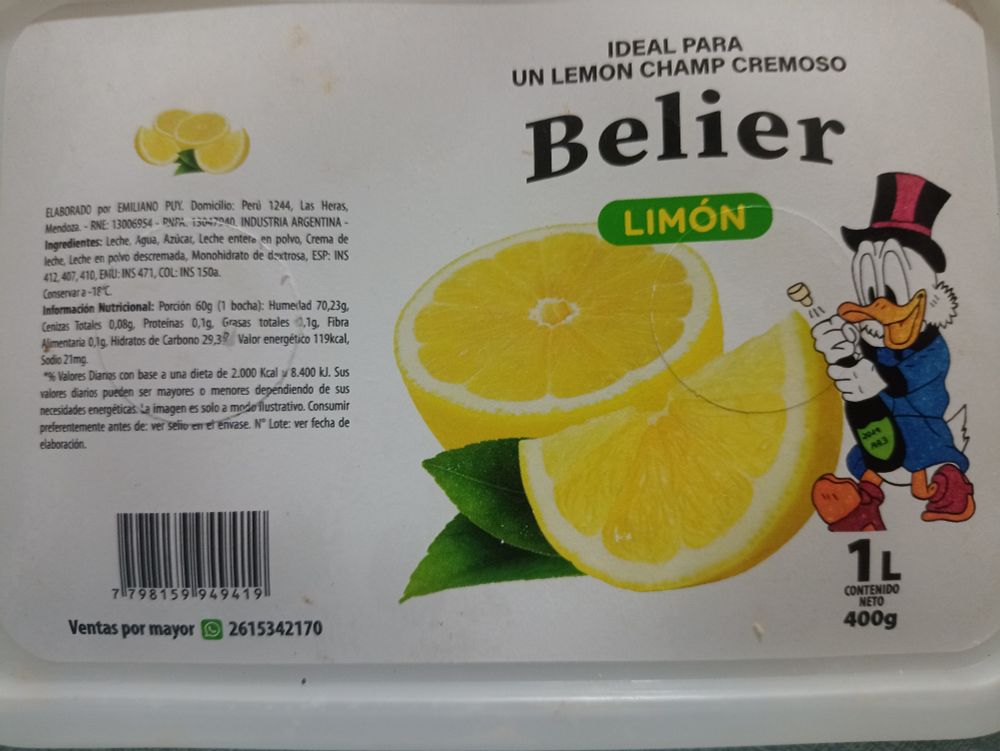 IDEAL PARA
UN LEMON CHAMP CREMOSO
Belier
LIMÓN
ELABORADO por EMILIANO PUY. Domicilio: Perú 1244, Las Heras,
Mendoza. - RNE: 13006954 - RNPA: 13047940 INDUSTRIA ARGENTINA -
Ingredientes: Leche, Agua, Azúcar, Leche entera en polvo, Crema de
leche, Leche en polvo descremada, Monohidrato de dextrosa, ESP: INS
412, 407, 410, EMU: INS 471, COL: INS 150a.
Conservar a -18°C.
Información Nutricional: Porción 60g (1 bocha): Humedad 70,23g,
Cenizas Totales 0,08g, Proteínas 0,1g, Grasas totales 0,1g, Fibra
Alimentaria 0,1g, Hidratos de Carbono 29,39 Valor energético 119kcal,
Sodio 21mg.
*% Valores Diarios con base a una dieta de 2.000 Kcal u 8.400 kJ. Sus
valores diarios pueden ser mayores o menores dependiendo de sus
necesidades energéticas. La imagen es solo a modo ilustrativo. Consumir
preferentemente antes de: ver sello en el envase. N° Lote: ver fecha de
elaboración.
7 798159 949419
Ventas por mayor 2615342170
2019
AR3
1L
CONTENIDO
NETO
400g